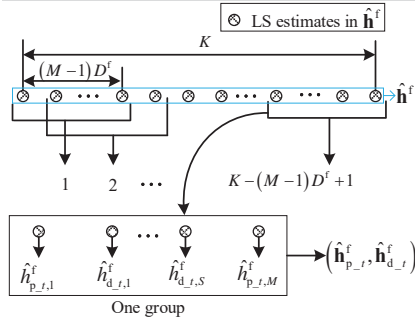 LS estimates in ĥ^f
K
(M−1)D^f
ĥ^f
1 2 ... K−(M−1)D^f+1
ĥ^f_{p_t,1} ĥ^f_{d_t,1} ĥ^f_{d_t,S} ĥ^f_{p_t,M}
(ĥ^f_{p_t}, ĥ^f_{d_t})
One group